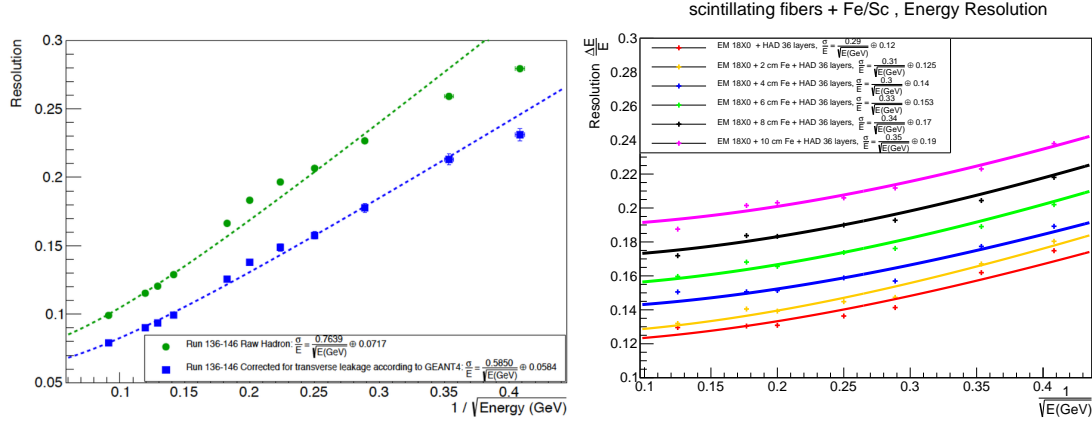 scintillating fibers + Fe/Sc , Energy Resolution
Resolution
0.3
0.25
0.2
0.15
0.1
0.05
0.1
0.15
0.2
0.25
0.3
0.35
0.4
1 / √Energy (GeV)
Run 136-146 Raw Hadron: σ/E = 0.7639/√E(GeV) ⊕ 0.0717
Run 136-146 Corrected for transverse leakage according to GEANT4: σ/E = 0.5850/√E(GeV) ⊕ 0.0584
Resolution ΔE/E
0.3
0.28
0.26
0.24
0.22
0.2
0.18
0.16
0.14
0.12
0.1
0.1
0.15
0.2
0.25
0.3
0.35
0.4
1/√E(GeV)
EM 18X0 + HAD 36 layers, σ/E = 0.29/√E(GeV) ⊕ 0.12
EM 18X0 + 2 cm Fe + HAD 36 layers, σ/E = 0.31/√E(GeV) ⊕ 0.125
EM 18X0 + 4 cm Fe + HAD 36 layers, σ/E = 0.3/√E(GeV) ⊕ 0.14
EM 18X0 + 6 cm Fe + HAD 36 layers, σ/E = 0.33/√E(GeV) ⊕ 0.153
EM 18X0 + 8 cm Fe + HAD 36 layers, σ/E = 0.34/√E(GeV) ⊕ 0.17
EM 18X0 + 10 cm Fe + HAD 36 layers, σ/E = 0.35/√E(GeV) ⊕ 0.19